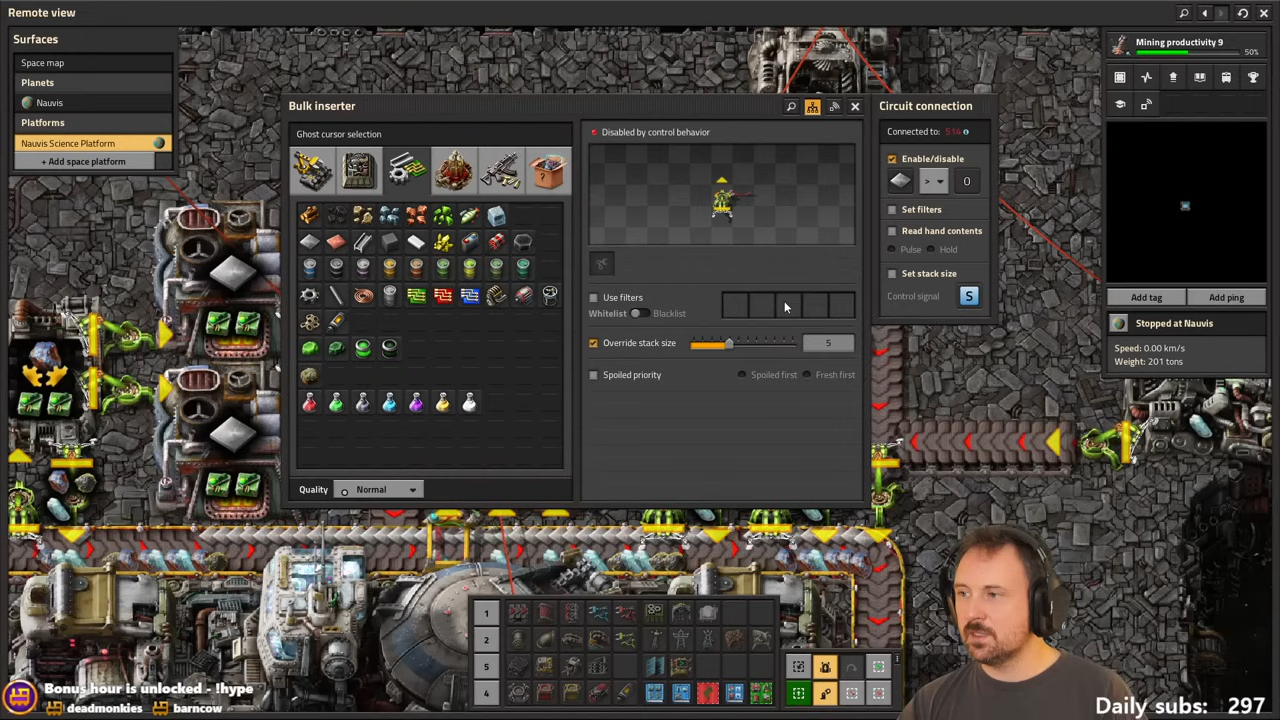 Remote view
Surfaces
Space map
Planets
Nauvis
Platforms
Nauvis Science Platform
+ Add space platform
Bulk inserter
Ghost cursor selection
Quality
Normal
Disabled by control behavior
Use filters
Whitelist
Blacklist
Override stack size
5
Spoiled priority
Spoiled first
Fresh first
Circuit connection
Connected to: 514
Enable/disable
>
0
Set filters
Read hand contents
Pulse
Hold
Set stack size
Control signal
S
Mining productivity 9
50%
Add tag
Add ping
Stopped at Nauvis
Speed: 0.00 km/s
Weight: 201 tons
1
2
5
4
Bonus hour is unlocked - !hype
deadmonkies
barncow
Daily subs: 297